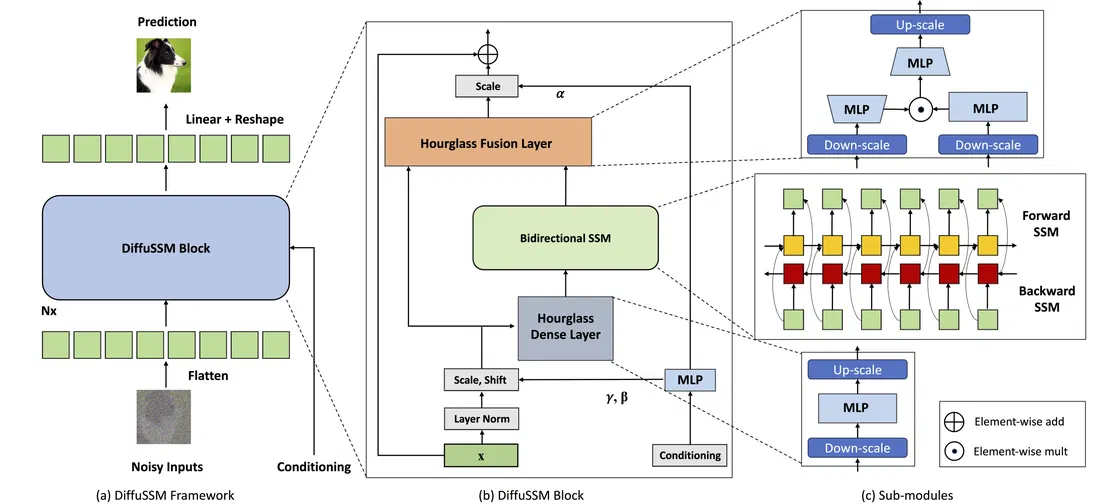 Prediction
Linear + Reshape
DiffuSSM Block
Nx
Flatten
Noisy Inputs
Conditioning
(a) DiffuSSM Framework
Scale
α
Hourglass Fusion Layer
Bidirectional SSM
Hourglass
Dense Layer
Scale, Shift
γ, β
MLP
Layer Norm
x
Conditioning
(b) DiffuSSM Block
Up-scale
MLP
MLP
MLP
Down-scale
Down-scale
Forward
SSM
Backward
SSM
Up-scale
MLP
Down-scale
Element-wise add
Element-wise mult
(c) Sub-modules